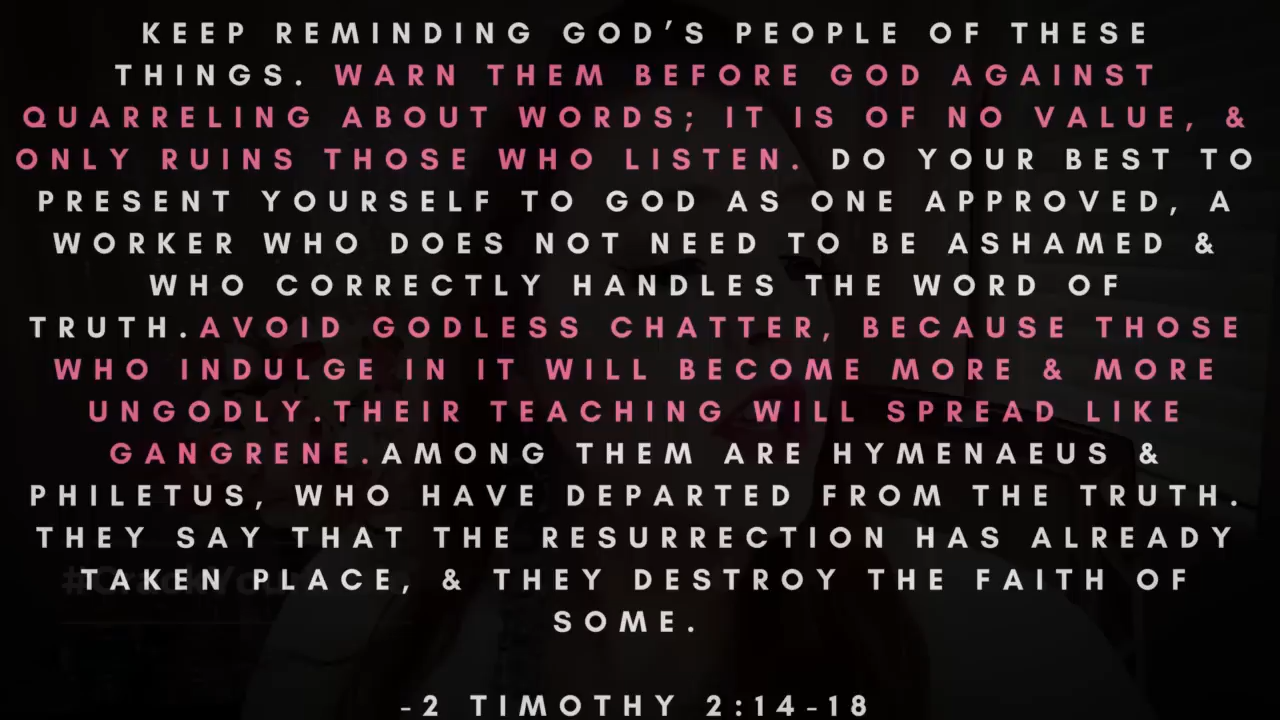 KEEP REMINDING GOD'S PEOPLE OF THESE
THINGS. WARN THEM BEFORE GOD AGAINST
QUARRELING ABOUT WORDS; IT IS OF NO VALUE, &
ONLY RUINS THOSE WHO LISTEN. DO YOUR BEST TO
PRESENT YOURSELF TO GOD AS ONE APPROVED, A
WORKER WHO DOES NOT NEED TO BE ASHAMED &
WHO CORRECTLY HANDLES THE WORD OF
TRUTH.AVOID GODLESS CHATTER, BECAUSE THOSE
WHO INDULGE IN IT WILL BECOME MORE & MORE
UNGODLY.THEIR TEACHING WILL SPREAD LIKE
GANGRENE.AMONG THEM ARE HYMENAEUS &
PHILETUS, WHO HAVE DEPARTED FROM THE TRUTH.
THEY SAY THAT THE RESURRECTION HAS ALREADY
TAKEN PLACE, & THEY DESTROY THE FAITH OF
SOME.
-2 TIMOTHY 2:14-18